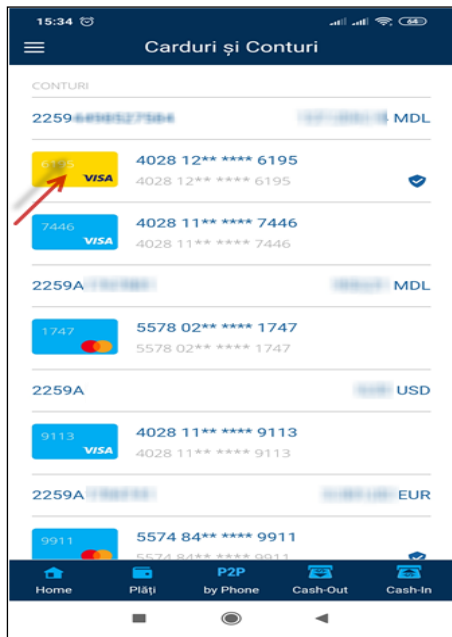 15:34 64
Carduri și Conturi
CONTURI
2259 MDL
VISA
4028 12** **** 6195
4028 12** **** 6195
7446
VISA
4028 11** **** 7446
4028 11** **** 7446
2259A MDL
1747
5578 02** **** 1747
5578 02** **** 1747
2259A USD
9113
VISA
4028 11** **** 9113
4028 11** **** 9113
2259A EUR
9911
5574 84** **** 9911
5574 84** **** 9911
Home Plăți P2P by Phone Cash-Out Cash-In